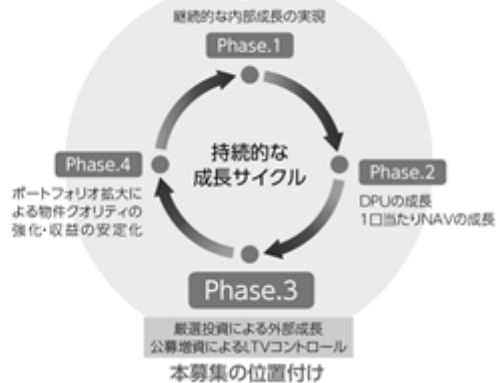 継続的な内部成長の実現
Phase.1
持続的な
成長サイクル
Phase.2
DPUの成長
1口当たりNAVの成長
Phase.4
ポートフォリオ拡大に
よる物件クオリティの
強化・収益の安定化
Phase.3
厳選投資による外部成長
公募増資によるLTVコントロール
本募集の位置付け